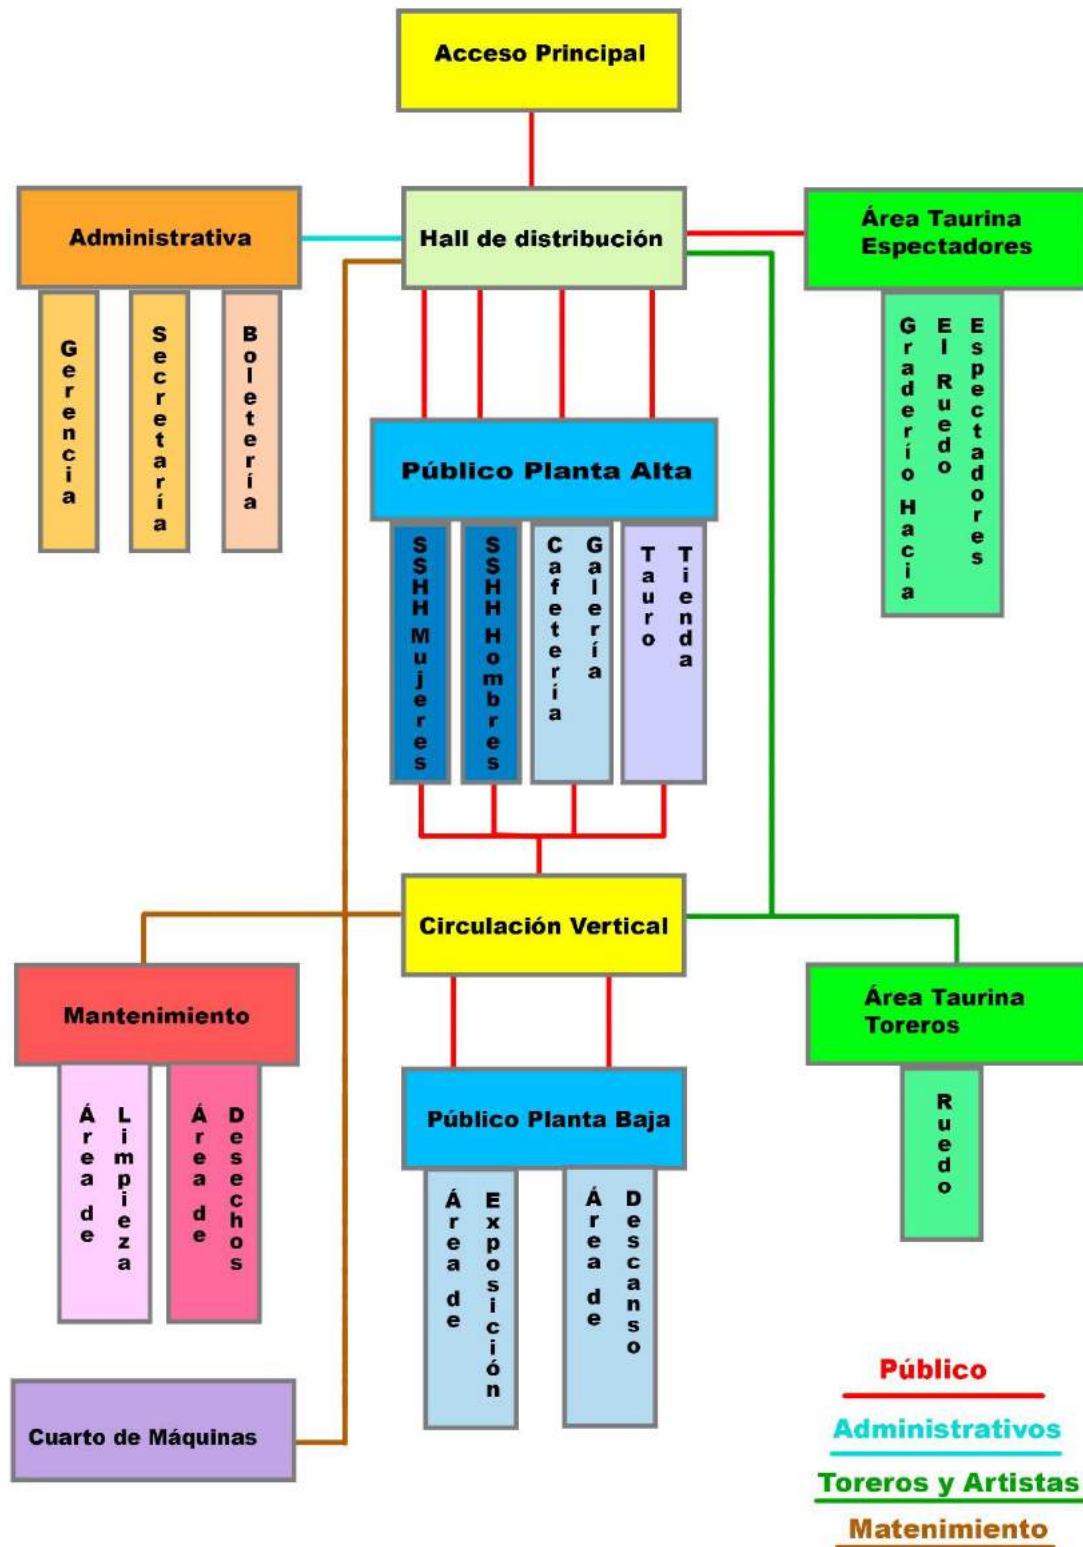 Acceso Principal
Administrativa
Hall de distribución
Área Taurina
Espectadores
Gerencia
Secretaría
Boletería
Graderío Hacia
El Ruedo
Espectadores
Público Planta Alta
SSHH Mujeres
SSHH Hombres
Cafetería
Galería
Tauro
Tienda
Circulación Vertical
Mantenimiento
Área Taurina
Toreros
Área de
Limpieza
Área de
Desechos
Público Planta Baja
Ruedo
Área de
Exposición
Área de
Descanso
Cuarto de Máquinas
Público
Administrativos
Toreros y Artistas
Matenimiento